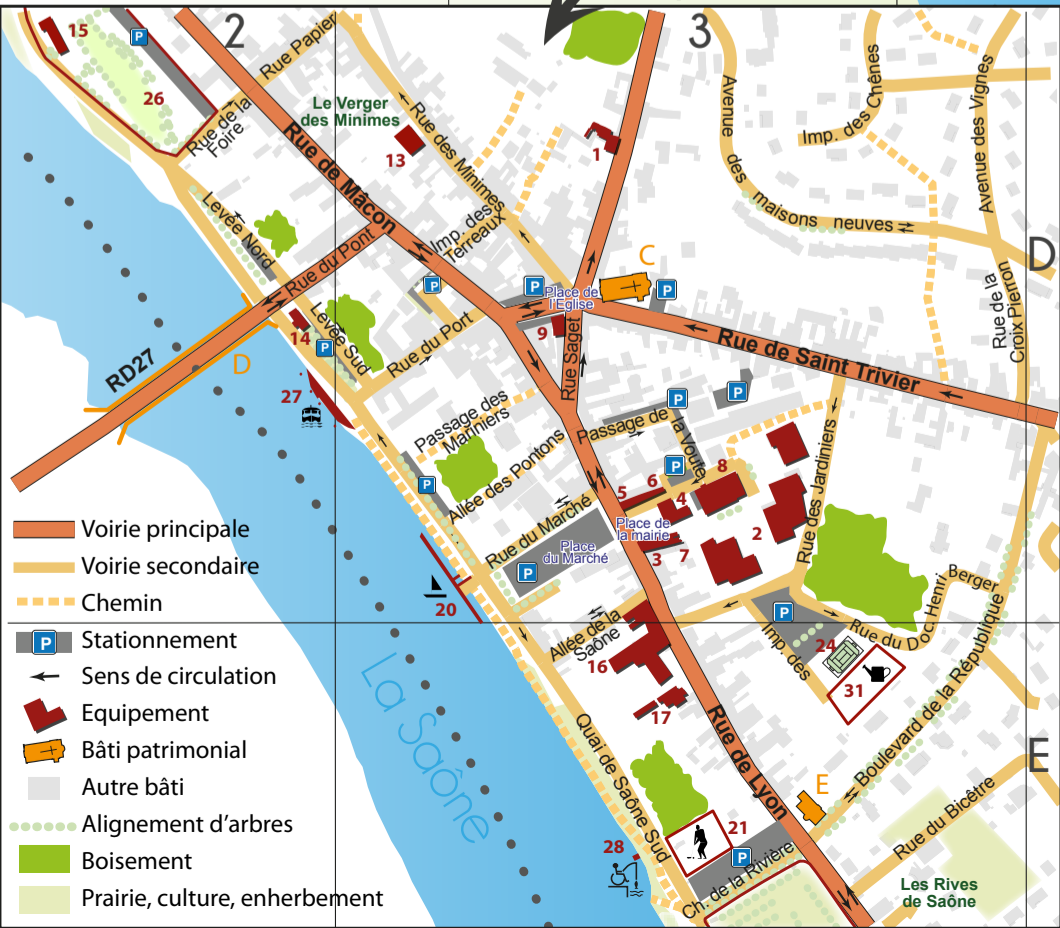 2
3
D
E
15
P
26
Rue Papier
Rue de la
Foire
Le Verger
des Minimes
13
Rue des Minimes
Rue de Mâcon
1
Avenue
des
maisons neuves
Imp. des Chênes
Avenue des Vignes
Rue de la
Croix Pierron
Levée Nord
Rue du Pont
Imp. des
Terreaux
P
P
Place de
l'Eglise
C
P
9
Rue Saget
Rue de Saint Trivier
14
P
Levée Sud
Rue du Port
RD27
D
27
Passage des
Mariniers
P
Allée des Pontons
Passage de
la Voute
P
P
P
8
6
5
4
Rue des Jardiniers
Rue du Marché
Place
du Marché
P
Place de
la mairie
3
7
2
20
Allée de la
Saône
16
17
P
Imp. des
24
31
Rue du Doc. Henri
Berger
Boulevard de la République
La Saône
Quai de Saône Sud
Rue de Lyon
E
Rue du Bicêtre
28
21
P
Ch. de la Rivière
Les Rives
de Saône
Voirie principale
Voirie secondaire
Chemin
P Stationnement
Sens de circulation
Equipement
Bâti patrimonial
Autre bâti
Alignement d'arbres
Boisement
Prairie, culture, enherbement